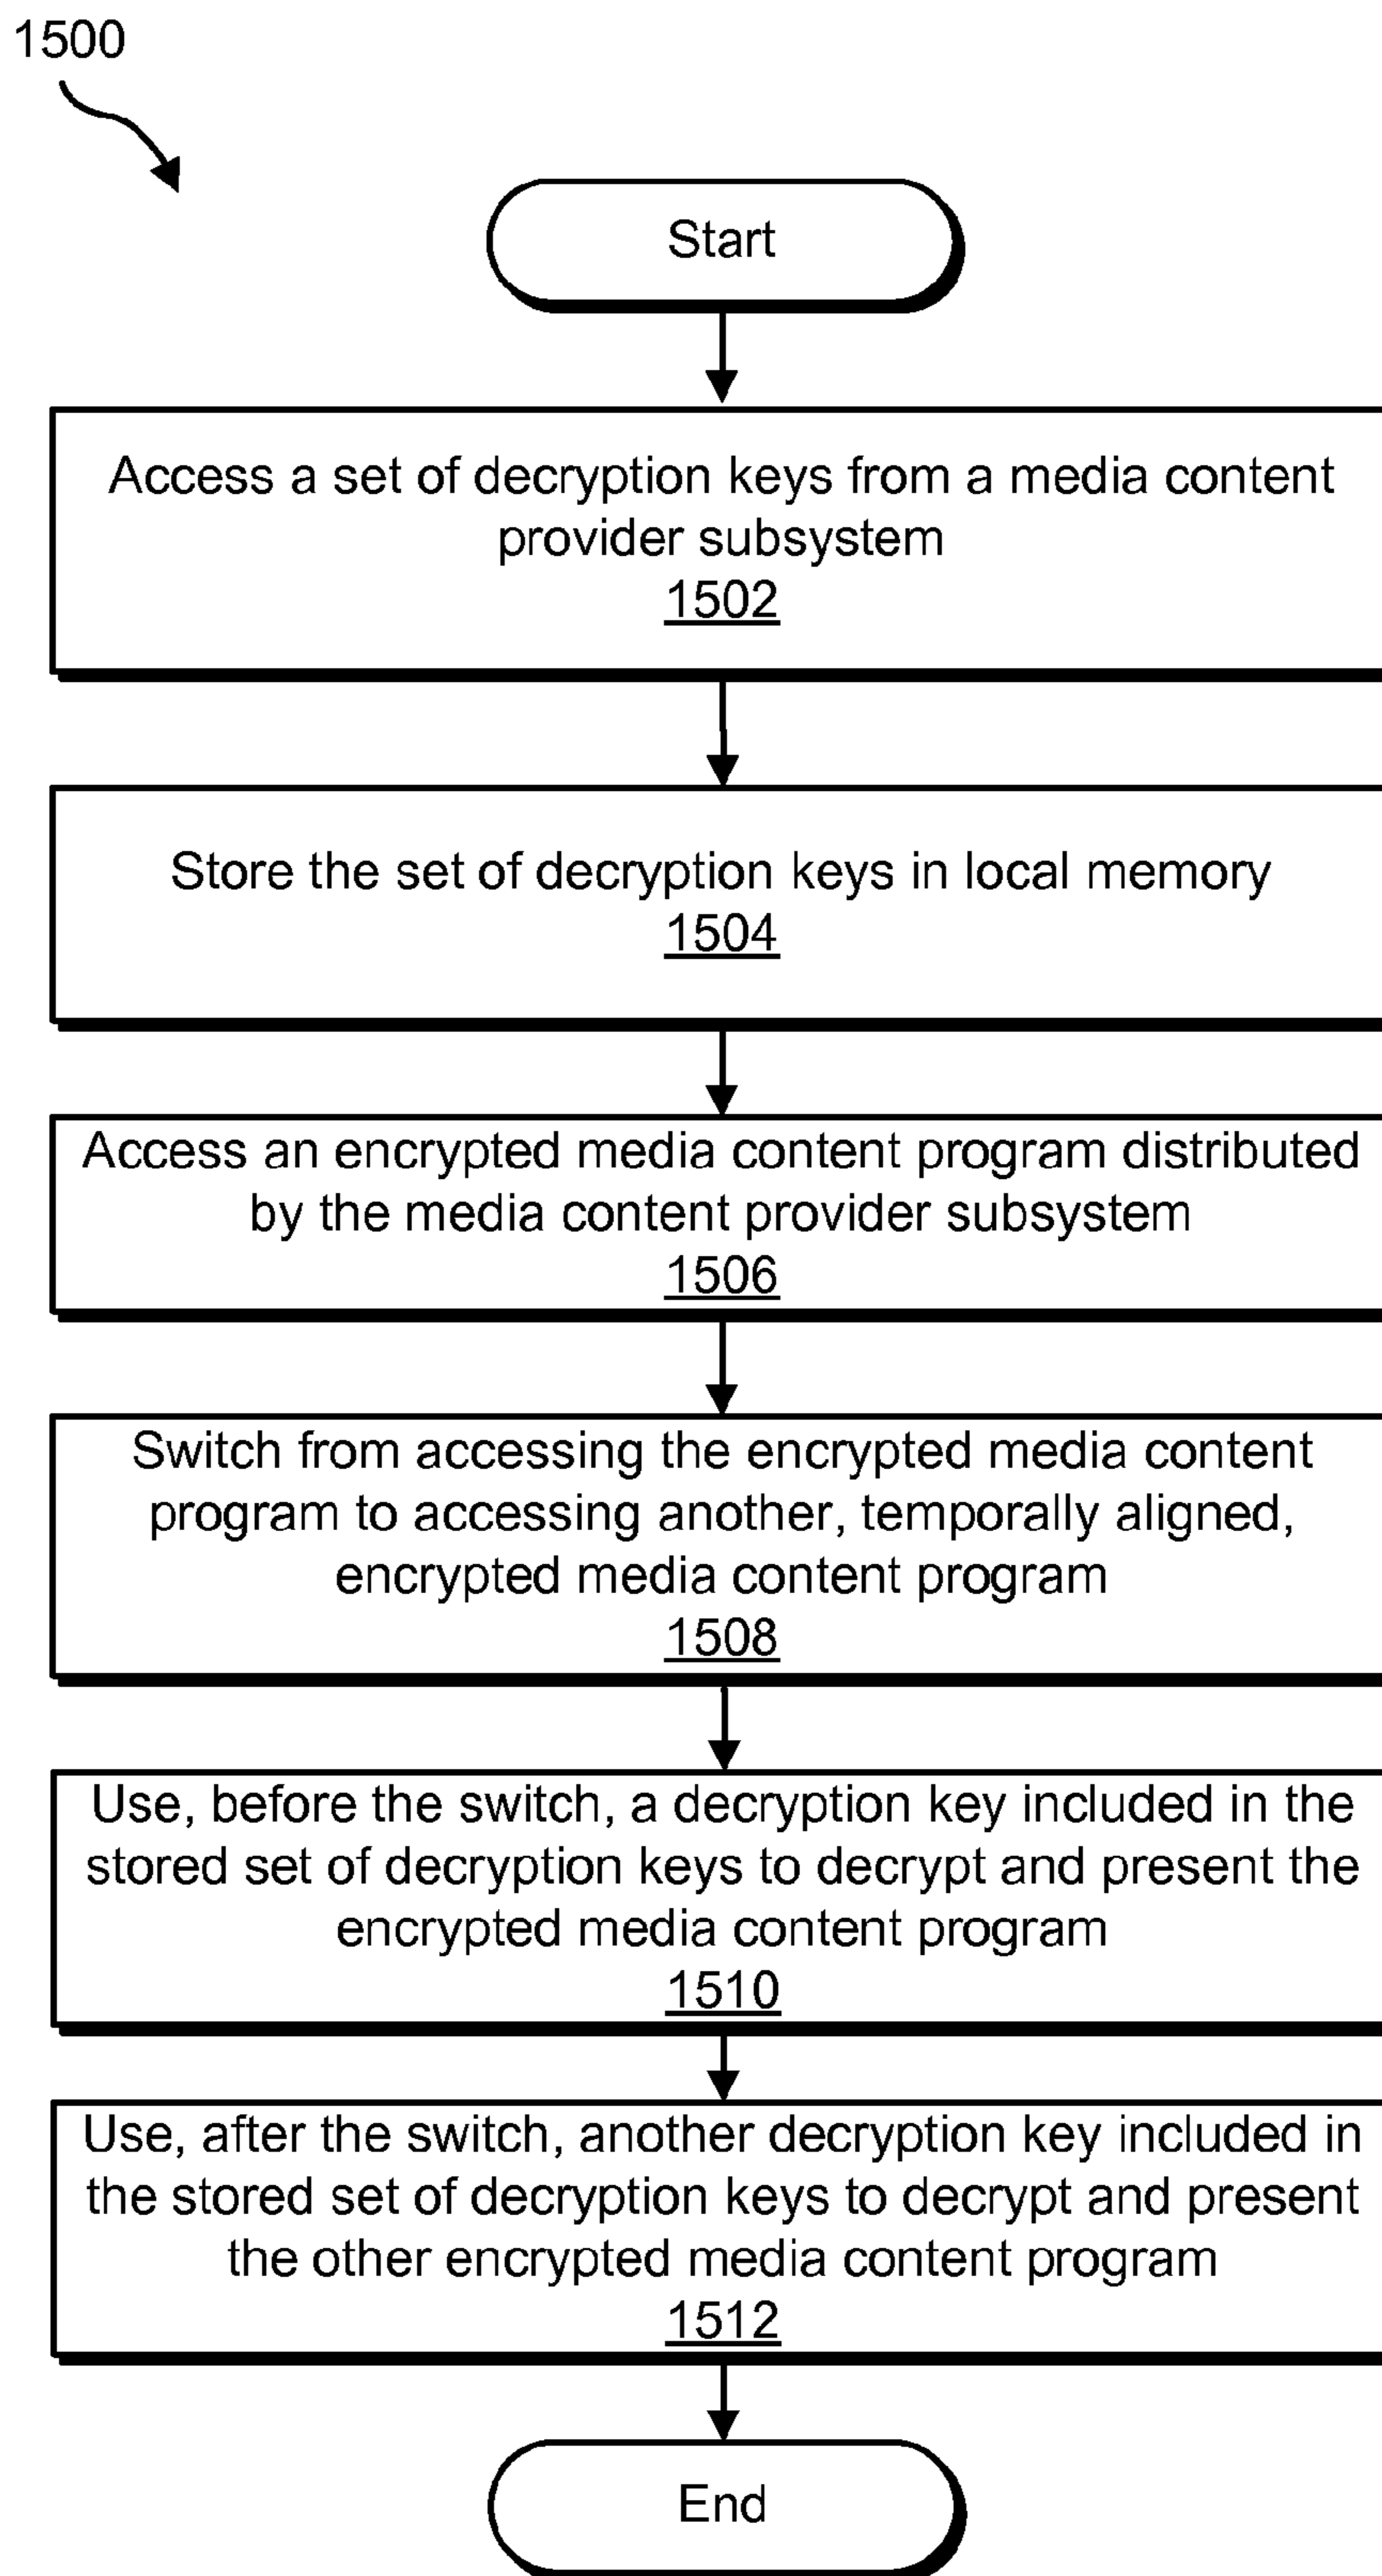 1500
Start
Access a set of decryption keys from a media content
provider subsystem
1502
Store the set of decryption keys in local memory
1504
Access an encrypted media content program distributed
by the media content provider subsystem
1506
Switch from accessing the encrypted media content
program to accessing another, temporally aligned,
encrypted media content program
1508
Use, before the switch, a decryption key included in the
stored set of decryption keys to decrypt and present the
encrypted media content program
1510
Use, after the switch, another decryption key included in
the stored set of decryption keys to decrypt and present
the other encrypted media content program
1512
End